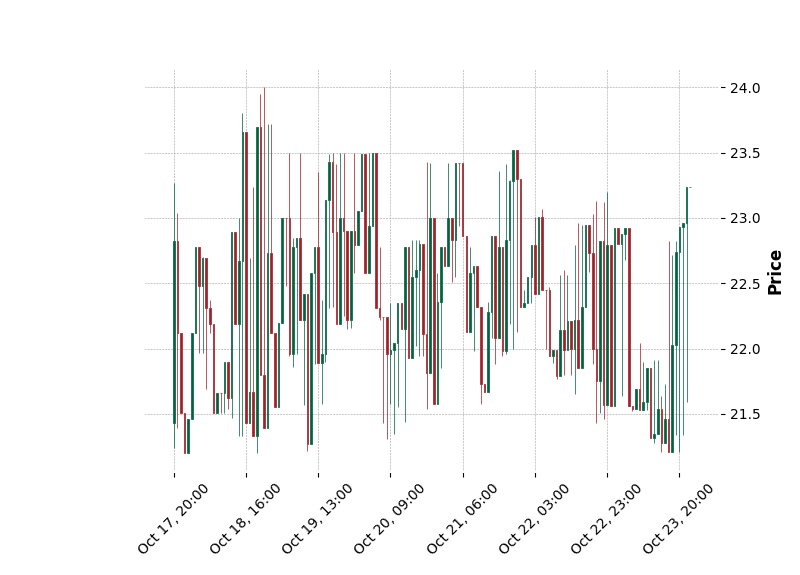 24.0
23.5
23.0
22.5
22.0
21.5
Price
Oct 17, 20:00
Oct 18, 16:00
Oct 19, 13:00
Oct 20, 09:00
Oct 21, 06:00
Oct 22, 03:00
Oct 22, 23:00
Oct 23, 20:00